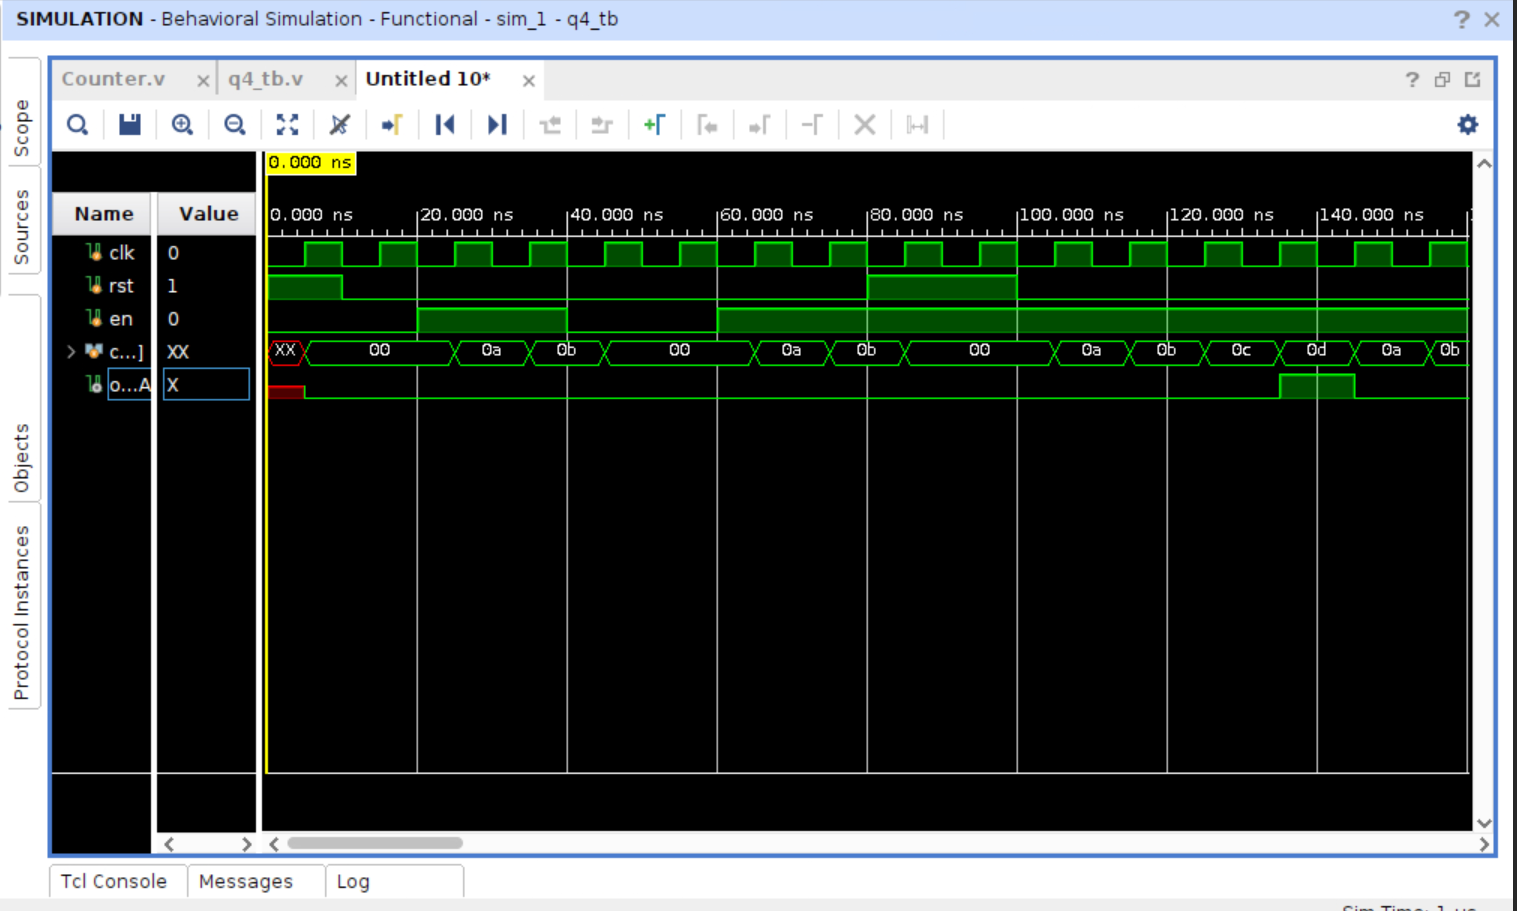 SIMULATION - Behavioral Simulation - Functional - sim_1 - q4_tb
? ×
Scope
Sources
Objects
Protocol Instances
Counter.v × q4_tb.v × Untitled 10* ×
?
0.000 ns
Name Value
0.000 ns 20.000 ns 40.000 ns 60.000 ns 80.000 ns 100.000 ns 120.000 ns 140.000 ns
clk 0
rst 1
en 0
c...] XX XX 00 0a 0b 00 0a 0b 00 0a 0b 0c 0d 0a 0b
o...A X
Tcl Console Messages Log
Sim Time: 1 us